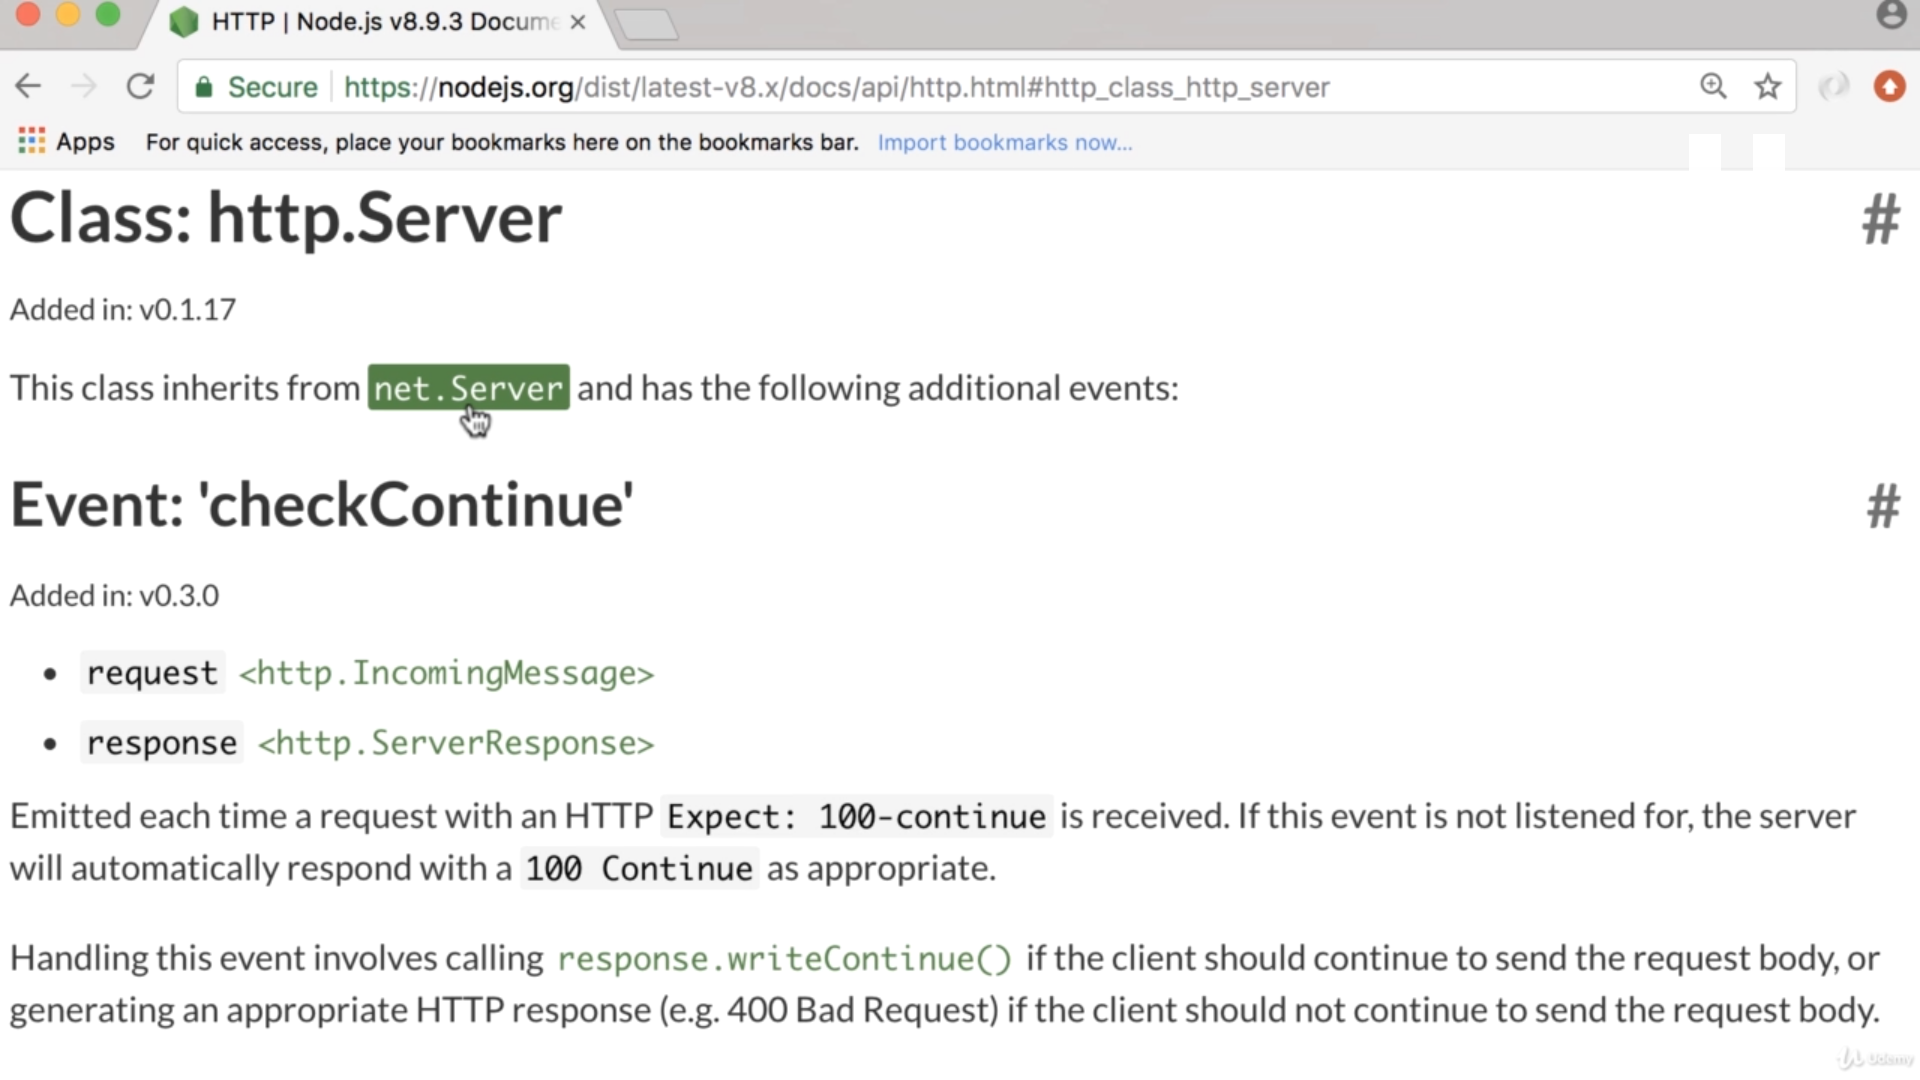 HTTP | Node.js v8.9.3 Docume
Secure https://nodejs.org/dist/latest-v8.x/docs/api/http.html#http_class_http_server
Apps For quick access, place your bookmarks here on the bookmarks bar. Import bookmarks now...
Class: http.Server #
Added in: v0.1.17
This class inherits from net.Server and has the following additional events:
Event: 'checkContinue' #
Added in: v0.3.0
• request <http.IncomingMessage>
• response <http.ServerResponse>
Emitted each time a request with an HTTP Expect: 100-continue is received. If this event is not listened for, the server
will automatically respond with a 100 Continue as appropriate.
Handling this event involves calling response.writeContinue() if the client should continue to send the request body, or
generating an appropriate HTTP response (e.g. 400 Bad Request) if the client should not continue to send the request body.
Udemy